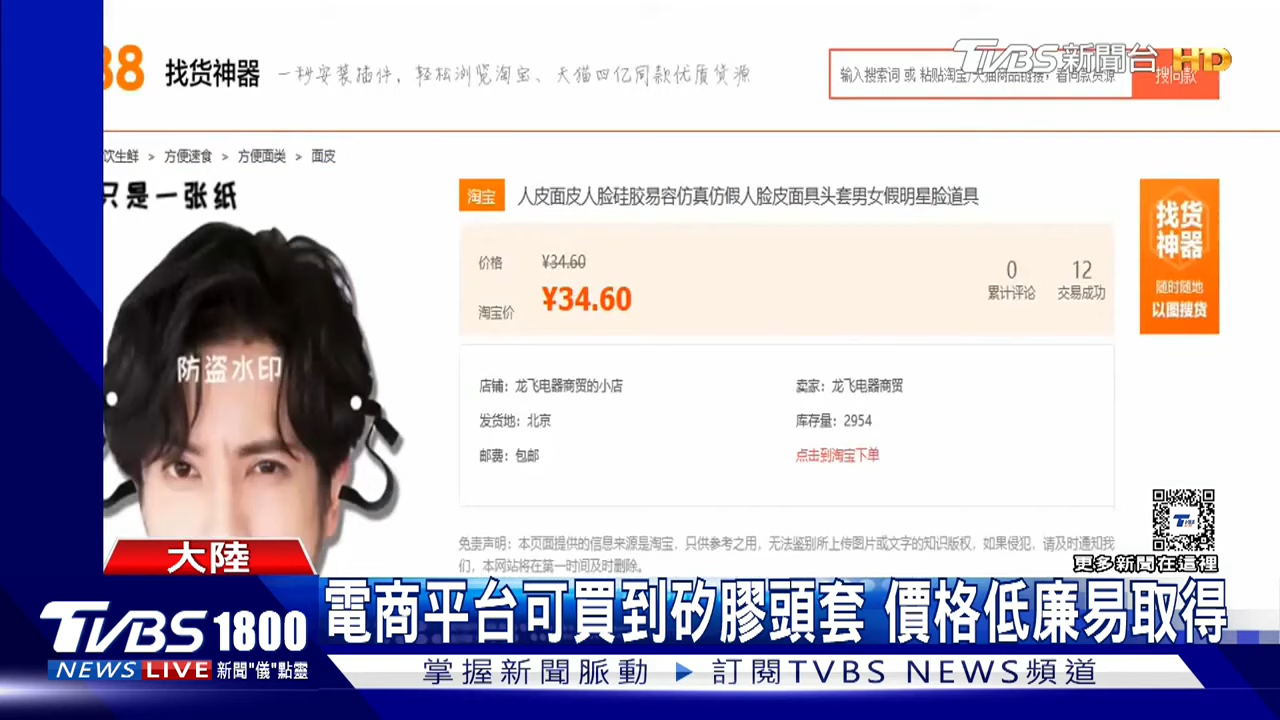 88 找货神器 一秒安装插件，轻松浏览淘宝、天猫四亿同款优质货源
输入搜索词 或 粘贴淘宝/天猫商品链接，看同款货源 搜同款
TVBS新聞台 HD
饮生鲜 > 方便速食 > 方便面类 > 面皮
只是一张纸
防盗水印
淘宝 人皮面皮人脸硅胶易容仿真仿假人脸皮面具头套男女假明星脸道具
价格 ¥34.60
淘宝价 ¥34.60
0 累计评论
12 交易成功
店铺：龙飞电器商贸的小店 卖家：龙飞电器商贸
发货地：北京 库存量：2954
邮费：包邮 点击到淘宝下单
免责声明：本页面提供的信息来源是淘宝，只供参考之用，无法鉴别所上传图片或文字的知识版权，如果侵犯，请及时通知我
们，本网站将在第一时间及时删除。
找货
神器
随时随地
以图搜货
更多新聞在這裡
大陸
電商平台可買到矽膠頭套 價格低廉易取得
TVBS 1800
NEWS LIVE 新聞"儀"點靈
掌握新聞脈動 ▶ 訂閱TVBS NEWS頻道